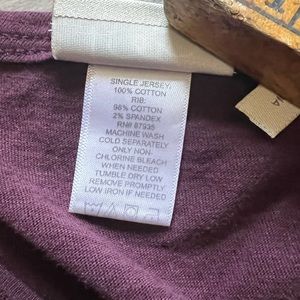 SINGLE JERSEY:
100% COTTON
RIB:
98% COTTON
2% SPANDEX
RN# 87935
MACHINE WASH
COLD SEPARATELY
ONLY NON-
CHLORINE BLEACH
WHEN NEEDED
TUMBLE DRY LOW
REMOVE PROMPTLY
LOW IRON IF NEEDED